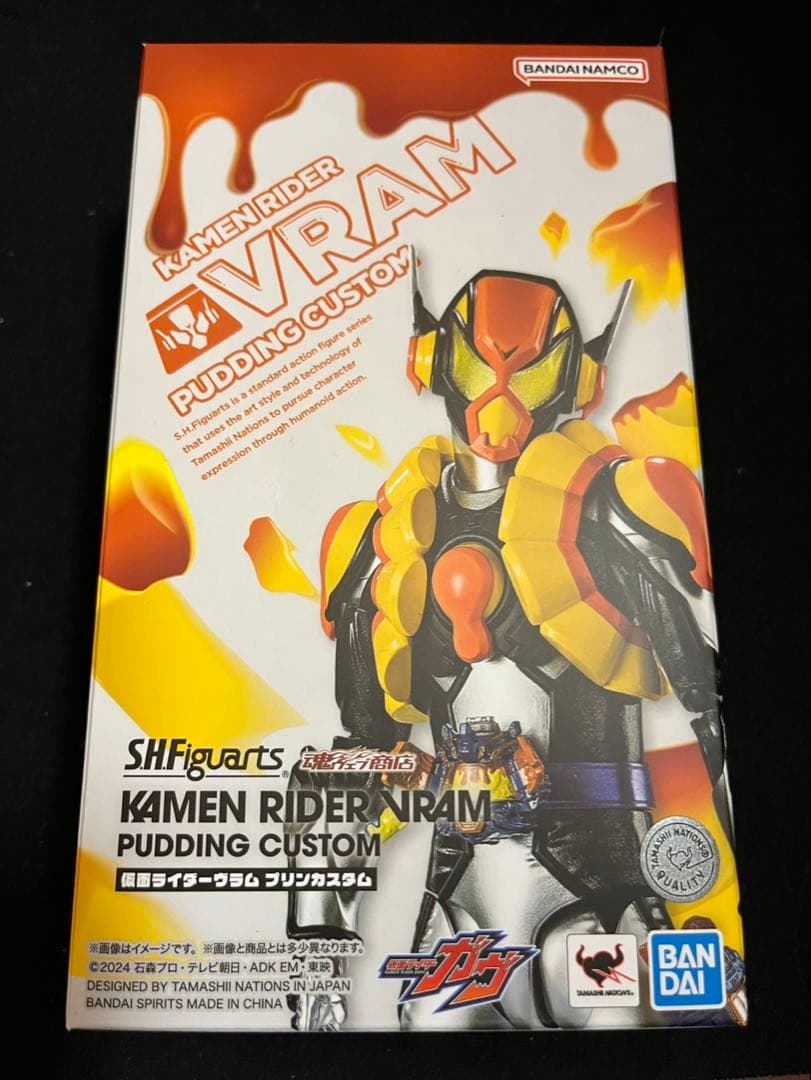 BANDAI NAMCO
KAMEN RIDER
VRAM
PUDDING CUSTOM
S.H.Figuarts is a standard action figure series
that uses the art style and technology of
Tamashii Nations to pursue character
expression through humanoid action.
S.H.Figuarts®
魂ウェブ商店
KAMEN RIDER VRAM
PUDDING CUSTOM
仮面ライダーヴラム プリンカスタム
TAMASHII NATIONS®
QUALITY
※画像はイメージです。 ※画像と商品とは多少異なります。
©2024 石森プロ・テレビ朝日・ADK EM・東映
DESIGNED BY TAMASHII NATIONS IN JAPAN
BANDAI SPIRITS MADE IN CHINA
仮面ライダー
ガヴ
TAMASHII NATIONS
BAN
DAI